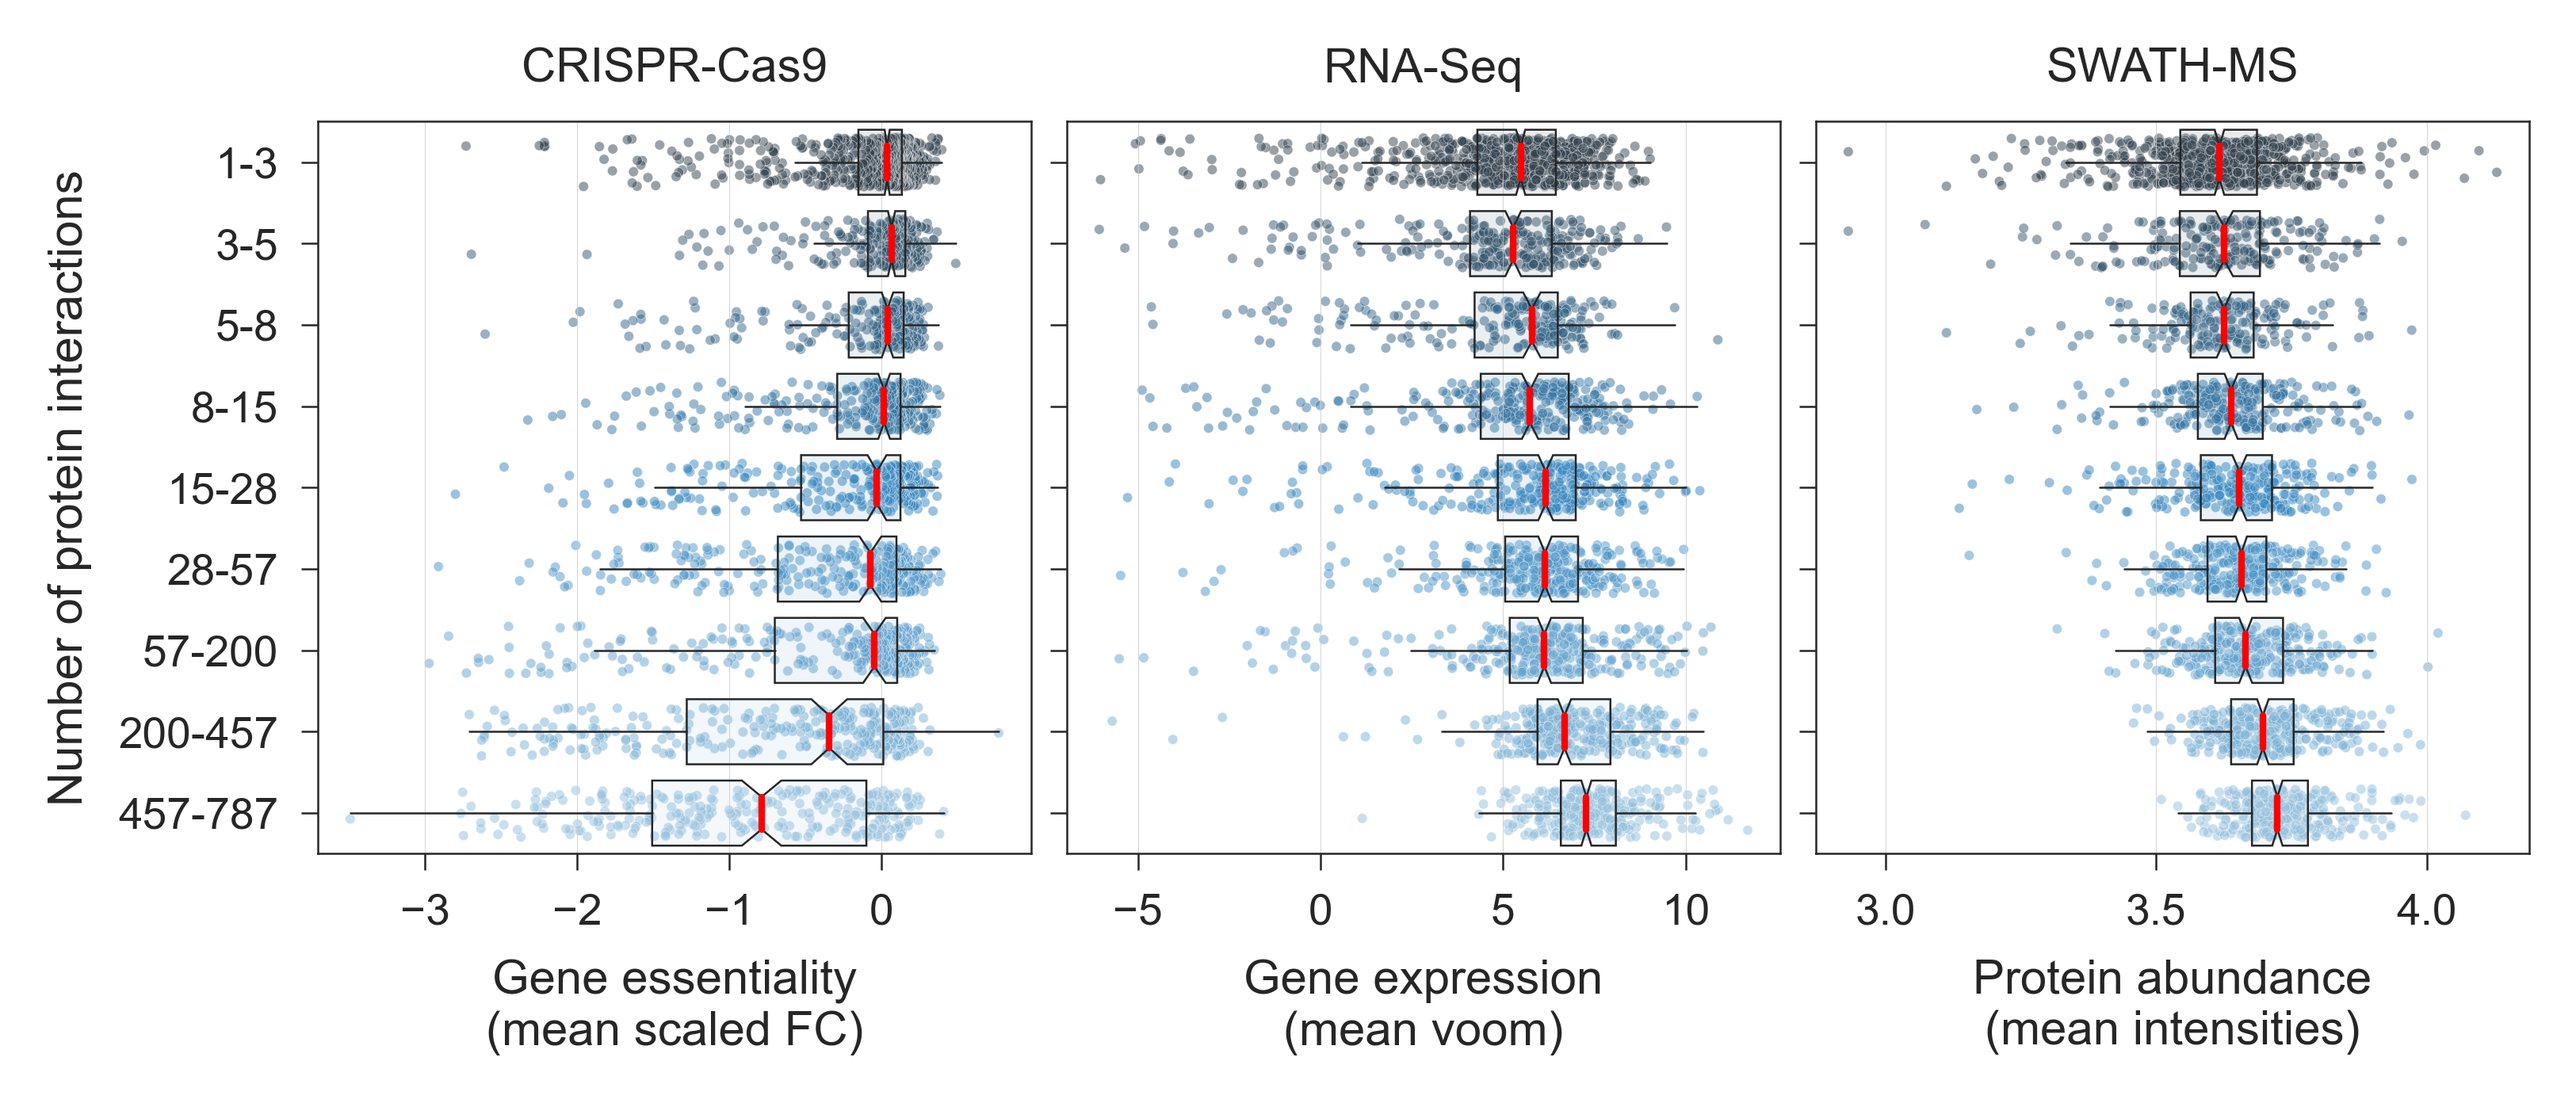 CRISPR-Cas9
RNA-Seq
SWATH-MS
Number of protein interactions
1-3
3-5
5-8
8-15
15-28
28-57
57-200
200-457
457-787
−3 −2 −1 0
−5 0 5 10
3.0 3.5 4.0
Gene essentiality
(mean scaled FC)
Gene expression
(mean voom)
Protein abundance
(mean intensities)